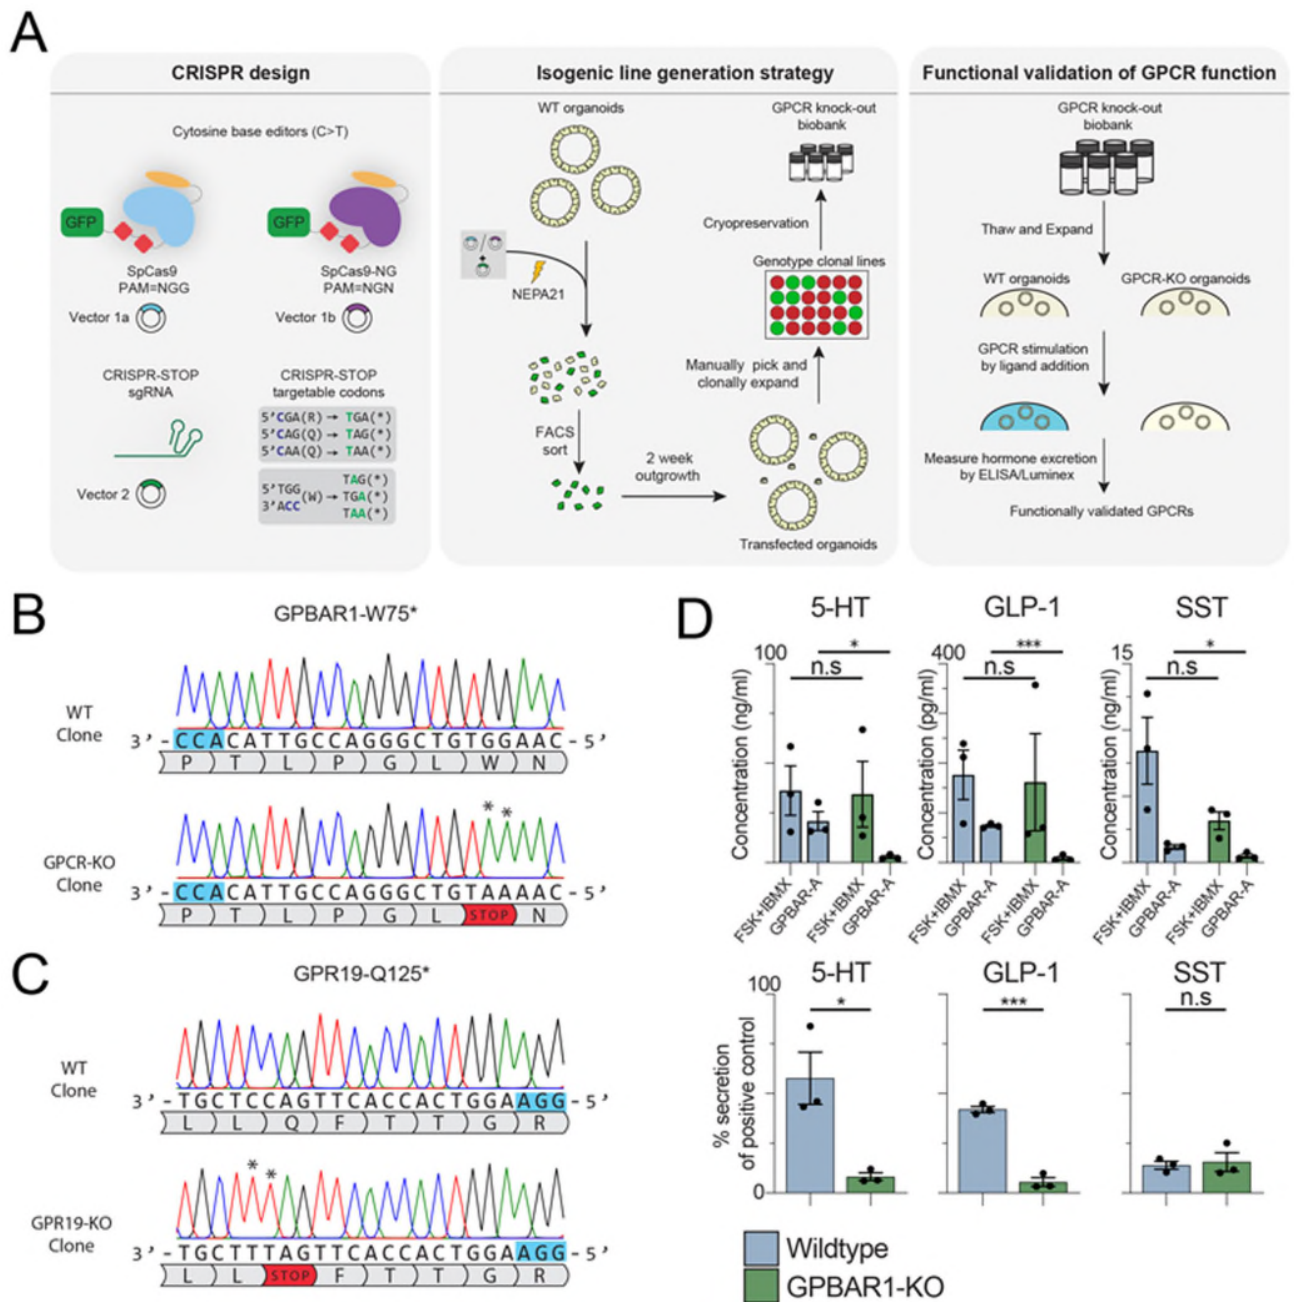 A
CRISPR design
Cytosine base editors (C>T)
GFP
GFP
SpCas9
PAM=NGG
SpCas9-NG
PAM=NGN
Vector 1a
Vector 1b
CRISPR-STOP
sgRNA
CRISPR-STOP
targetable codons
5'CGA(R)→ TGA(*)
5'CAG(Q)→ TAG(*)
5'CAA(Q)→ TAA(*)
Vector 2
5'TGG
3'ACC
(W)→
TAG(*)
TGA(*)
TAA(*)
Isogenic line generation strategy
WT organoids
GPCR knock-out
biobank
NEPA21
Cryopreservation
Genotype clonal lines
Manually pick and
clonally expand
FACS
sort
2 week
outgrowth
Transfected organoids
Functional validation of GPCR function
GPCR knock-out
biobank
Thaw and Expand
WT organoids
GPCR-KO organoids
GPCR stimulation
by ligand addition
Measure hormone excretion
by ELISA/Luminex
Functionally validated GPCRs
B
GPBAR1-W75*
WT
Clone
3'-CCACATTGCCAGGGCTGTGGAAC-5'
P T L P G L W N
* *
GPCR-KO
Clone
3'-CCACATTGCCAGGGCTGTAAAAC-5'
P T L P G L STOP N
C
GPR19-Q125*
WT
Clone
3'-TGCTCCAGTTCACCACTGGAAGG-5'
L L Q F T T G R
* *
GPR19-KO
Clone
3'-TGCTTTAGTTCACCACTGGAAGG-5'
L L STOP F T T G R
D
5-HT
Concentration (ng/ml)
100
*
n.s
FSK+IBMX
GPBAR-A
FSK+IBMX
GPBAR-A
GLP-1
Concentration (pg/ml)
400
***
n.s
FSK+IBMX
GPBAR-A
FSK+IBMX
GPBAR-A
SST
Concentration (ng/ml)
15
*
n.s
FSK+IBMX
GPBAR-A
FSK+IBMX
GPBAR-A
5-HT
% secretion
of positive control
100
0
*
GLP-1
***
SST
n.s
Wildtype
GPBAR1-KO